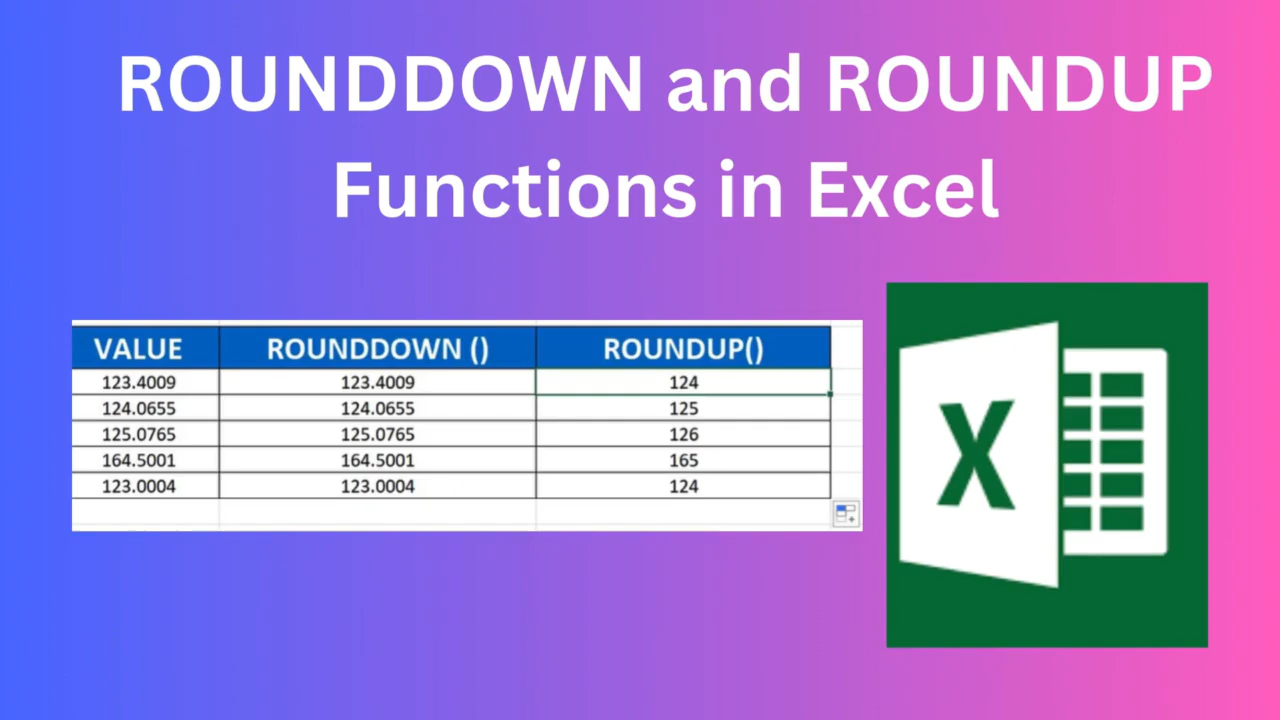 ROUNDDOWN and ROUNDUP
Functions in Excel
VALUE ROUNDDOWN () ROUNDUP()
123.4009 123.4009 124
124.0655 124.0655 125
125.0765 125.0765 126
164.5001 164.5001 165
123.0004 123.0004 124
X